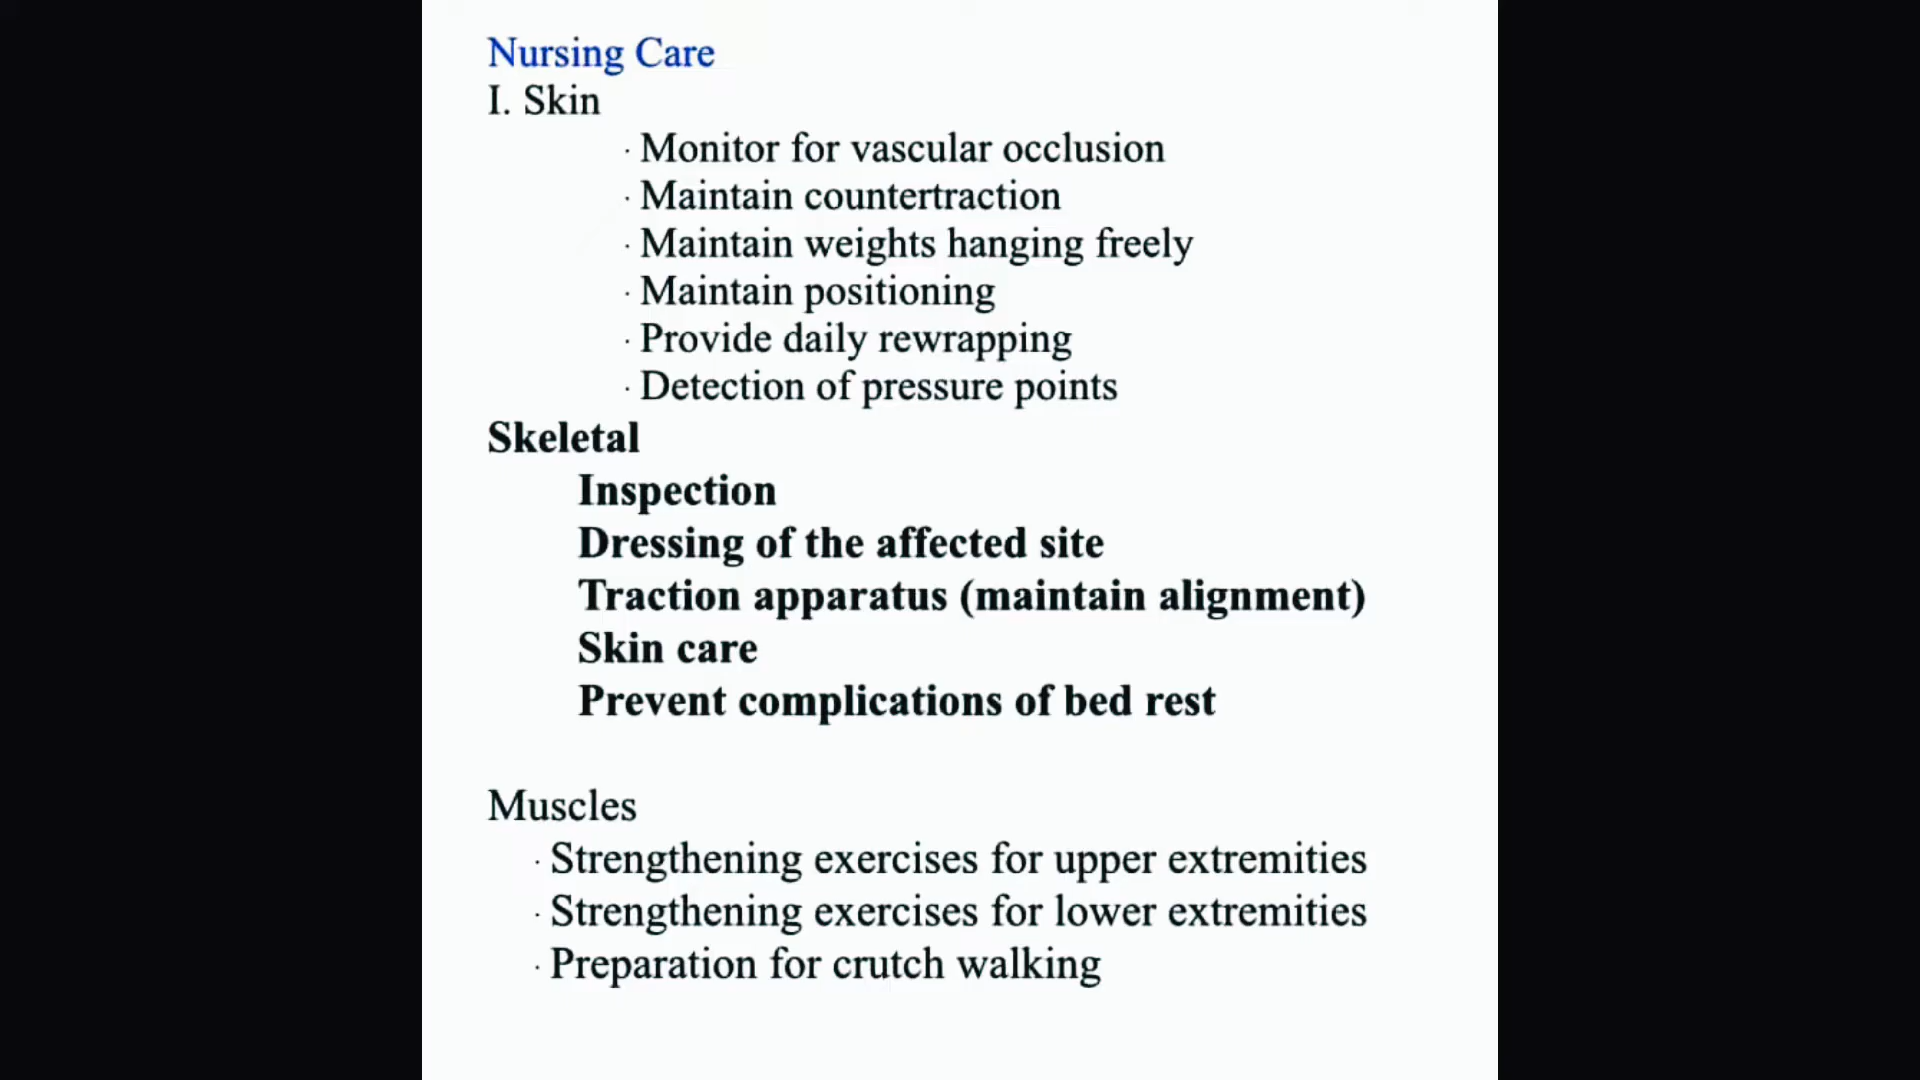 Nursing Care
I. Skin
· Monitor for vascular occlusion
· Maintain countertraction
· Maintain weights hanging freely
· Maintain positioning
· Provide daily rewrapping
· Detection of pressure points
Skeletal
Inspection
Dressing of the affected site
Traction apparatus (maintain alignment)
Skin care
Prevent complications of bed rest
Muscles
· Strengthening exercises for upper extremities
· Strengthening exercises for lower extremities
· Preparation for crutch walking